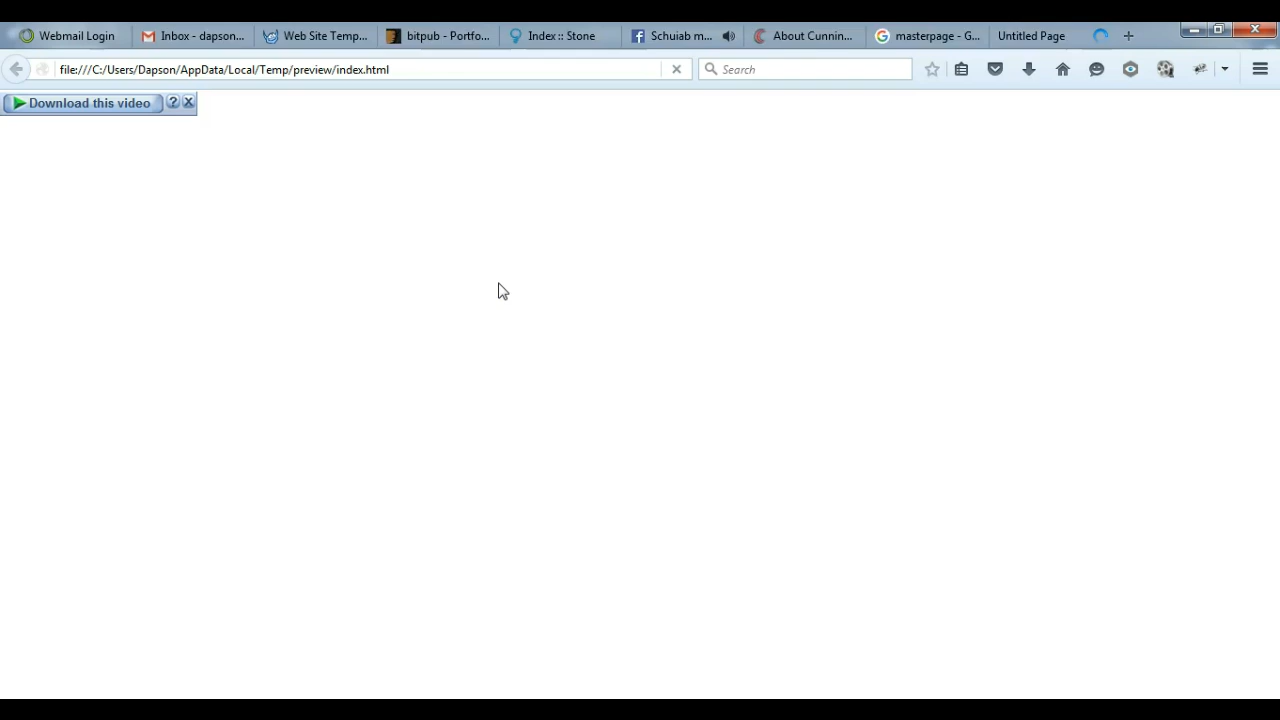 Webmail Login
Inbox - dapson...
Web Site Temp...
bitpub - Portfo...
Index :: Stone
Schuiab m...
About Cunnin...
masterpage - G...
Untitled Page
file:///C:/Users/Dapson/AppData/Local/Temp/preview/index.html
Search
Download this video
?